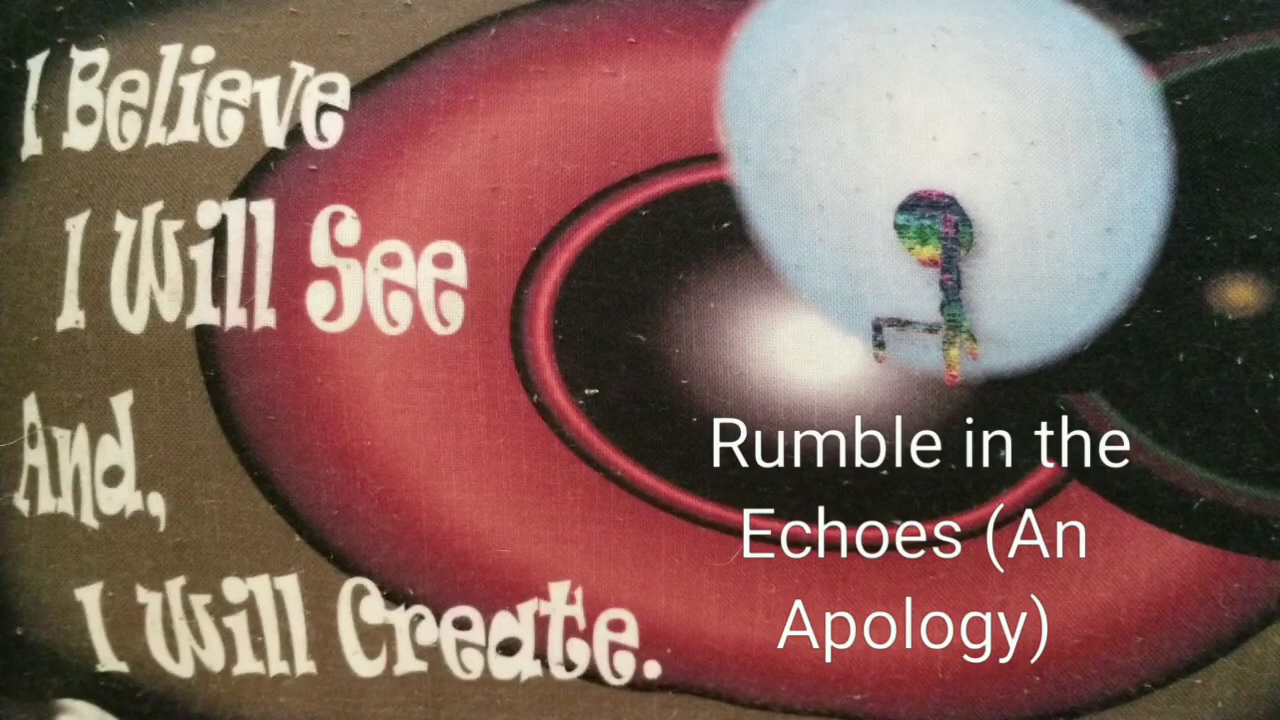 I Believe
I Will See
And,
I Will Create.
Rumble in the
Echoes (An
Apology)